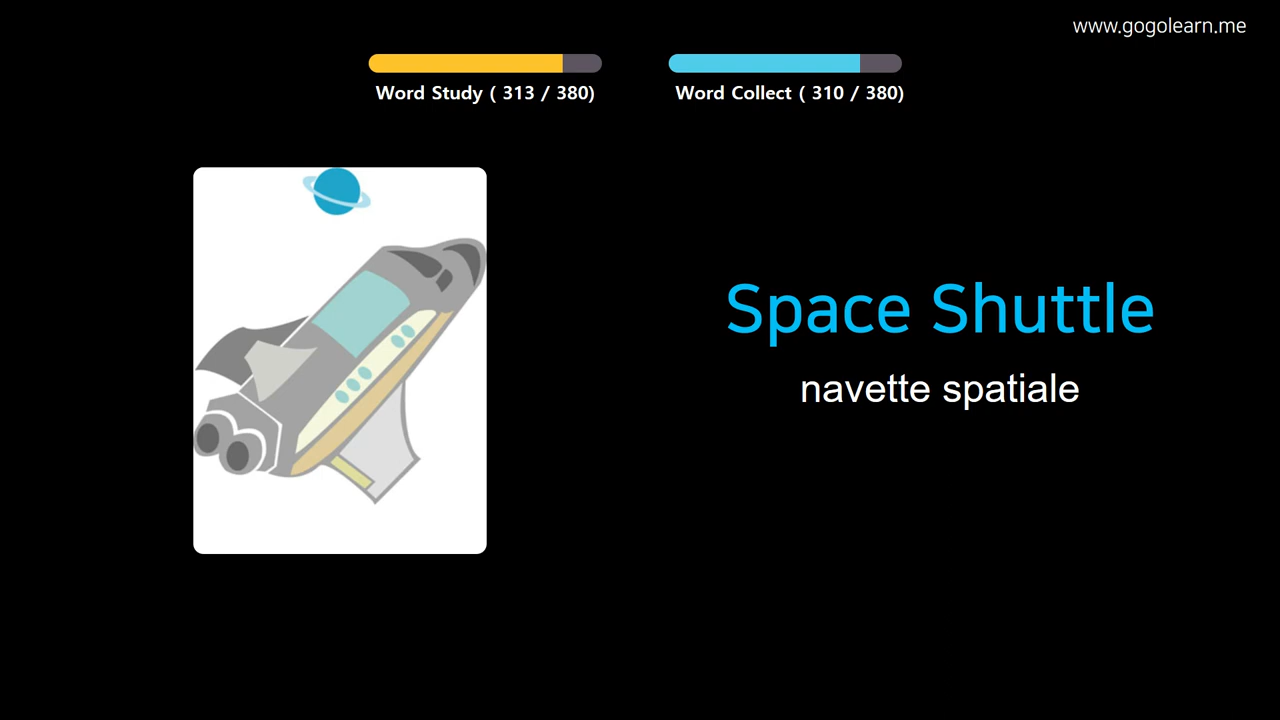 www.gogolearn.me
Word Study ( 313 / 380)
Word Collect ( 310 / 380)
Space Shuttle
navette spatiale